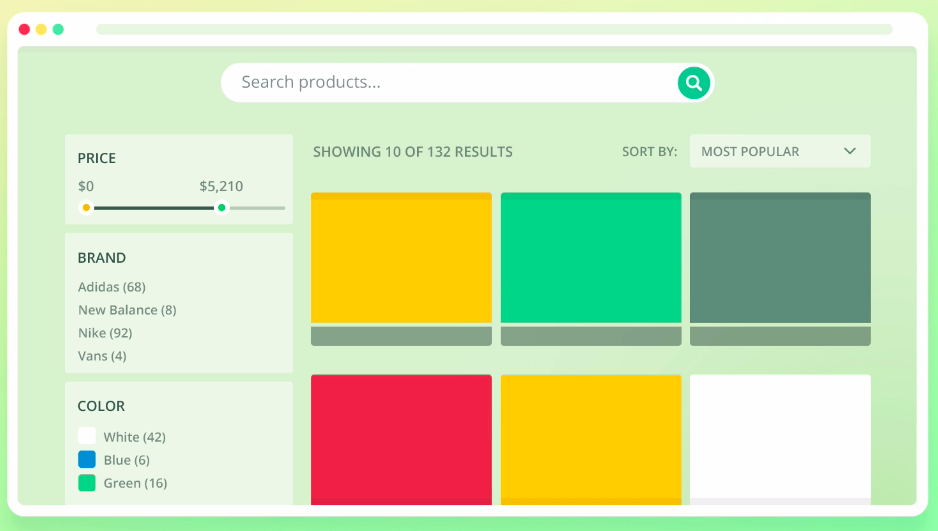 Search products...
PRICE
$0 $5,210
BRAND
Adidas (68)
New Balance (8)
Nike (92)
Vans (4)
COLOR
White (42)
Blue (6)
Green (16)
SHOWING 10 OF 132 RESULTS
SORT BY: MOST POPULAR